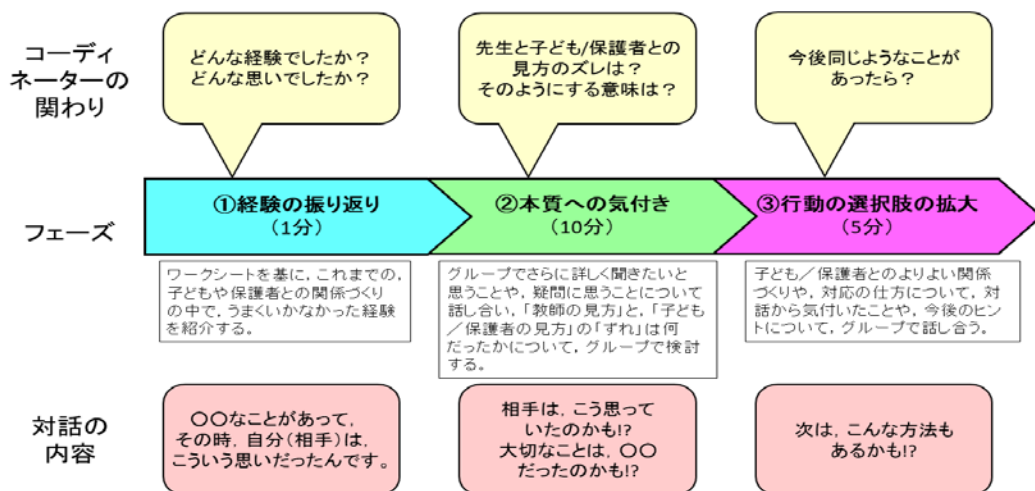 コーディ
ネーターの
関わり
どんな経験でしたか？
どんな思いでしたか？
先生と子ども/保護者との
見方のズレは？
そのようにする意味は？
今後同じようなことが
あったら？
フェーズ
①経験の振り返り
（1分）
②本質への気付き
（10分）
③行動の選択肢の拡大
（5分）
ワークシートを基に，これまでの，
子どもや保護者との関係づくり
の中で，うまくいかなかった経験
を紹介する。
グループでさらに詳しく聞きたいと
思うことや，疑問に思うことについて
話し合い，「教師の見方」と，「子ども
／保護者の見方」の「ずれ」は何
だったかについて，グループで検討
する。
子ども／保護者とのよりよい関係
づくりや，対応の仕方について，対
話から気付いたことや，今後のヒン
トについて，グループで話し合う。
対話の
内容
〇〇なことがあって，
その時，自分（相手）は，
こういう思いだったんです。
相手は，こう思って
いたのかも!?
大切なことは，〇〇
だったのかも!?
次は，こんな方法も
あるかも!?